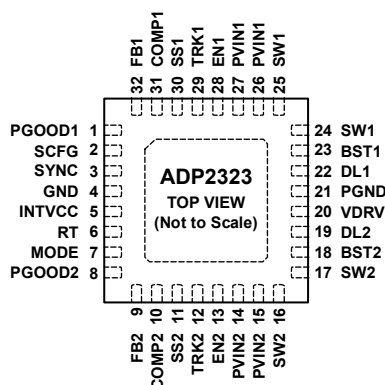 FB1
COMP1
SS1
TRK1
EN1
PVIN1
PVIN1
SW1
32
31
30
29
28
27
26
25
PGOOD1 1
SCFG 2
SYNC 3
GND 4
INTVCC 5
RT 6
MODE 7
PGOOD2 8
ADP2323
TOP VIEW
(Not to Scale)
24 SW1
23 BST1
22 DL1
21 PGND
20 VDRV
19 DL2
18 BST2
17 SW2
9
10
11
12
13
14
15
16
FB2
COMP2
SS2
TRK2
EN2
PVIN2
PVIN2
SW2